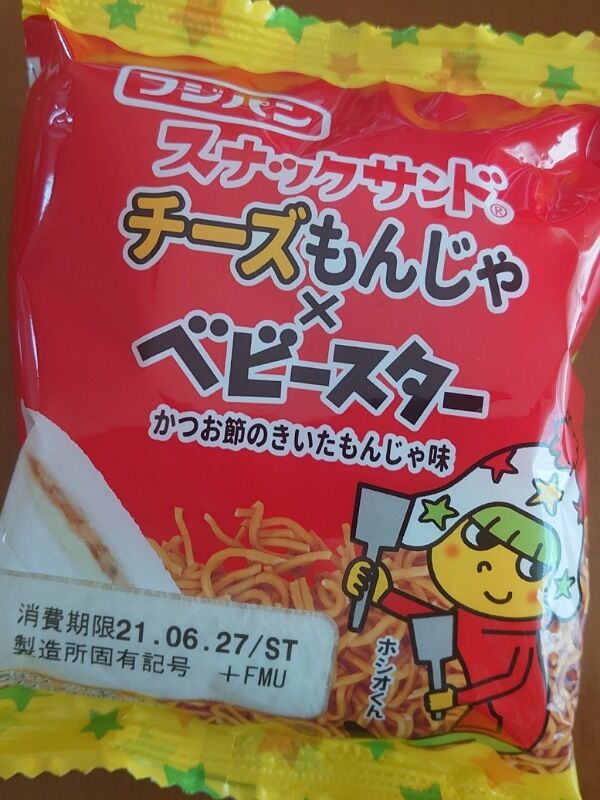 フジパン
スナックサンド®
チーズもんじゃ
×
ベビースター
かつお節のきいたもんじゃ味
ホシオくん
消費期限21.06.27/ST
製造所固有記号 +FMU